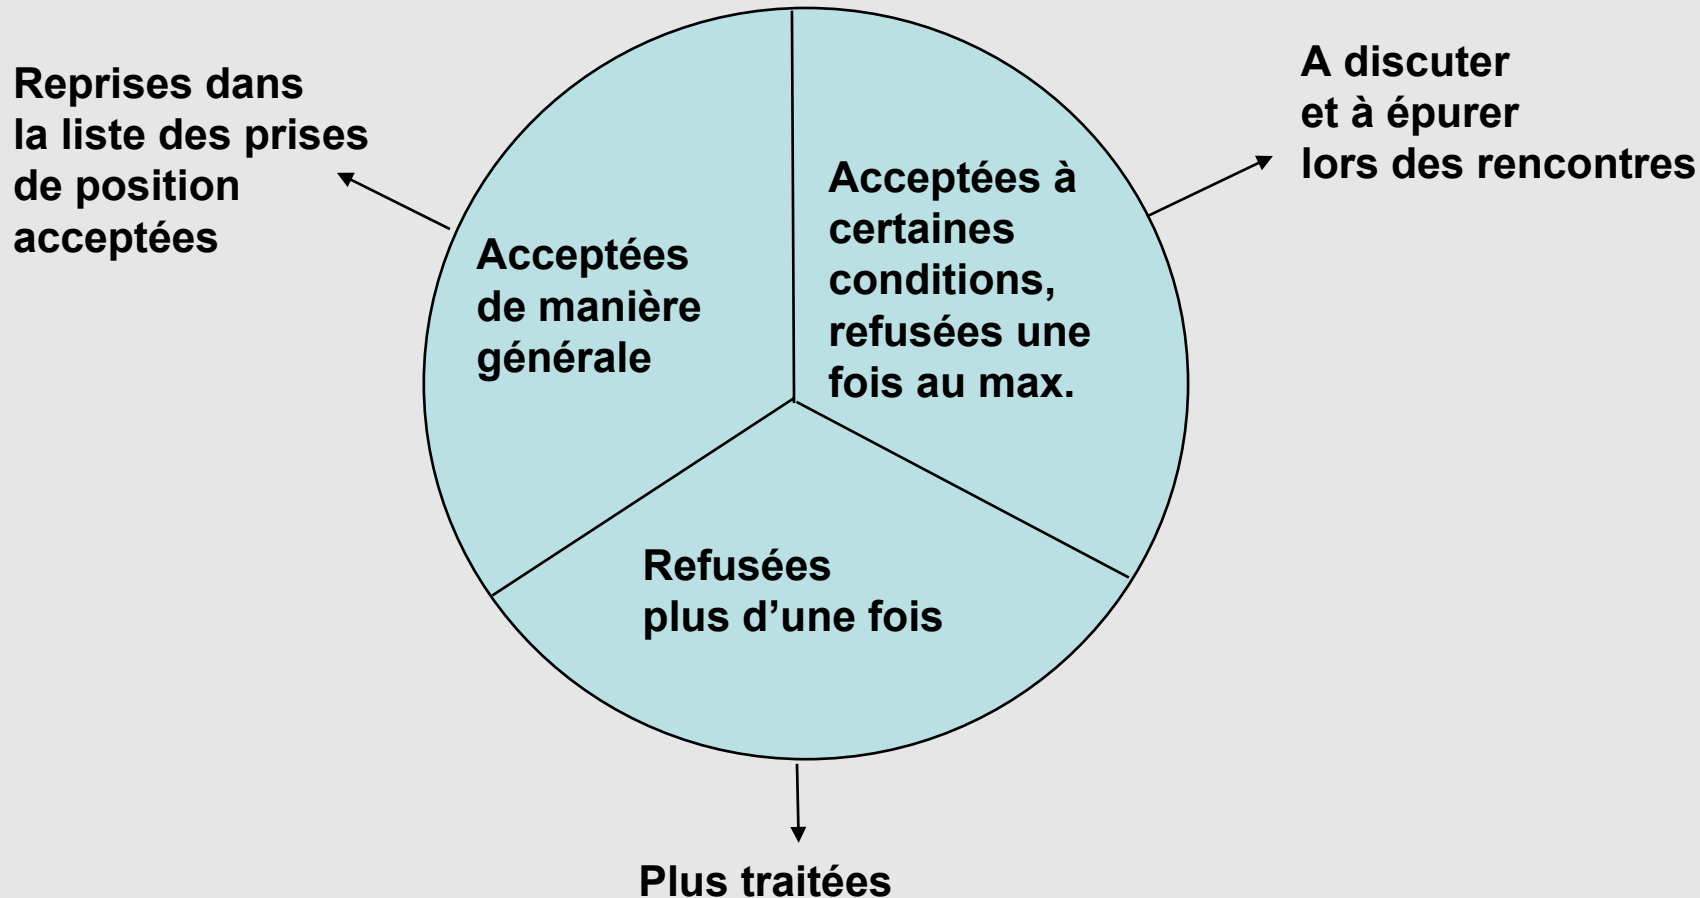 Reprises dans
la liste des prises
de position
acceptées
Acceptées
de manière
générale
Acceptées à
certaines
conditions,
refusées une
fois au max.
A discuter
et à épurer
lors des rencontres
Refusées
plus d’une fois
Plus traitées